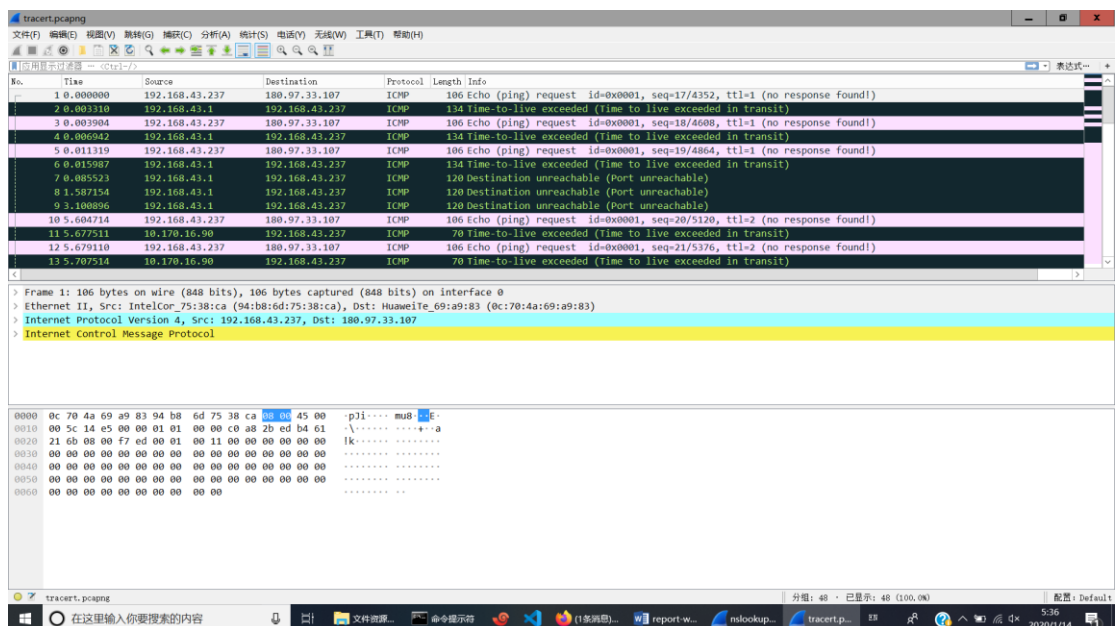 tracert.pcapng
文件(F) 编辑(E) 视图(V) 跳转(G) 捕获(C) 分析(A) 统计(S) 电话(Y) 无线(W) 工具(T) 帮助(H)
应用显示过滤器 … <Ctrl-/> 表达式… +
No. Time Source Destination Protocol Length Info
1 0.000000 192.168.43.237 180.97.33.107 ICMP 106 Echo (ping) request id=0x0001, seq=17/4352, ttl=1 (no response found!)
2 0.003310 192.168.43.1 192.168.43.237 ICMP 134 Time-to-live exceeded (Time to live exceeded in transit)
3 0.003904 192.168.43.237 180.97.33.107 ICMP 106 Echo (ping) request id=0x0001, seq=18/4608, ttl=1 (no response found!)
4 0.006942 192.168.43.1 192.168.43.237 ICMP 134 Time-to-live exceeded (Time to live exceeded in transit)
5 0.011319 192.168.43.237 180.97.33.107 ICMP 106 Echo (ping) request id=0x0001, seq=19/4864, ttl=1 (no response found!)
6 0.015987 192.168.43.1 192.168.43.237 ICMP 134 Time-to-live exceeded (Time to live exceeded in transit)
7 0.085523 192.168.43.1 192.168.43.237 ICMP 120 Destination unreachable (Port unreachable)
8 1.587154 192.168.43.1 192.168.43.237 ICMP 120 Destination unreachable (Port unreachable)
9 3.100896 192.168.43.1 192.168.43.237 ICMP 120 Destination unreachable (Port unreachable)
10 5.604714 192.168.43.237 180.97.33.107 ICMP 106 Echo (ping) request id=0x0001, seq=20/5120, ttl=2 (no response found!)
11 5.677511 10.170.16.90 192.168.43.237 ICMP 70 Time-to-live exceeded (Time to live exceeded in transit)
12 5.679110 192.168.43.237 180.97.33.107 ICMP 106 Echo (ping) request id=0x0001, seq=21/5376, ttl=2 (no response found!)
13 5.707514 10.170.16.90 192.168.43.237 ICMP 70 Time-to-live exceeded (Time to live exceeded in transit)
> Frame 1: 106 bytes on wire (848 bits), 106 bytes captured (848 bits) on interface 0
> Ethernet II, Src: IntelCor_75:38:ca (94:b8:6d:75:38:ca), Dst: HuaweiTe_69:a9:83 (0c:70:4a:69:a9:83)
> Internet Protocol Version 4, Src: 192.168.43.237, Dst: 180.97.33.107
> Internet Control Message Protocol
0000 0c 70 4a 69 a9 83 94 b8 6d 75 38 ca 08 00 45 00 ·pJi···· mu8···E·
0010 00 5c 14 e5 00 00 01 01 00 00 c0 a8 2b ed b4 61 ·\······ ····+··a
0020 21 6b 08 00 f7 ed 00 01 00 11 00 00 00 00 00 00 !k······ ········
0030 00 00 00 00 00 00 00 00 00 00 00 00 00 00 00 00 ········ ········
0040 00 00 00 00 00 00 00 00 00 00 00 00 00 00 00 00 ········ ········
0050 00 00 00 00 00 00 00 00 00 00 00 00 00 00 00 00 ········ ········
0060 00 00 00 00 00 00 00 00 00 00 ········ ··
tracert.pcapng 分组: 48 · 已显示: 48 (100.0%) 配置: Default
在这里输入你要搜索的内容 文件资源... 命令提示符 (1条消息)... report-w... nslookup... tracert.p... 5:36
2020/1/14